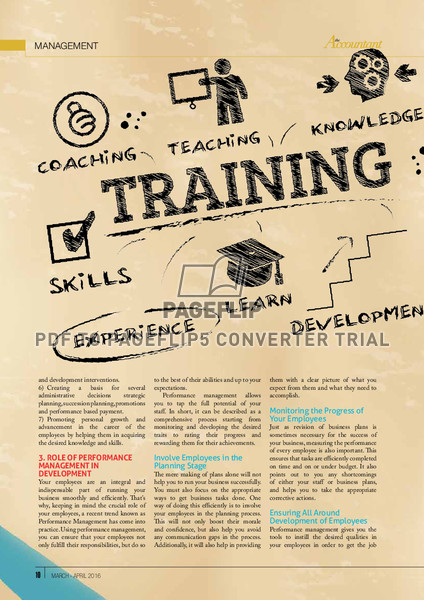 MANAGEMENT
the Accountant
COACHING
TEACHING
KNOWLEDGE
TRAINING
SKILLS
EXPERIENCE
LEARN
DEVELOPMEN
PAGEFLIP
PDF TO PAGEFLIP5 CONVERTER TRIAL
and development interventions.
6) Creating a basis for several
administrative decisions strategic
planning, succession planning, promotions
and performance based payment.
7) Promoting personal growth and
advancement in the career of the
employees by helping them in acquiring
the desired knowledge and skills.
3. ROLE OF PERFORMANCE
MANAGEMENT IN
DEVELOPMENT
Your employees are an integral and
indispensable part of running your
business smoothly and efficiently. That's
why, keeping in mind the crucial role of
your employees, a recent trend known as
Performance Management has come into
practice. Using performance management,
you can ensure that your employees not
only fulfill their responsibilities, but do so
to the best of their abilities and up to your
expectations.
Performance management allows
you to tap the full potential of your
staff. In short, it can be described as a
comprehensive process starting from
monitoring and developing the desired
traits to rating their progress and
rewarding them for their achievements.
Involve Employees in the
Planning Stage
The mere making of plans alone will not
help you to run your business successfully.
You must also focus on the appropriate
ways to get business tasks done. One
way of doing this efficiently is to involve
your employees in the planning process.
This will not only boost their morale
and confidence, but also help you avoid
any communication gaps in the process.
Additionally, it will also help in providing
them with a clear picture of what you
expect from them and what they need to
accomplish.
Monitoring the Progress of
Your Employees
Just as revision of business plans is
sometimes necessary for the success of
your business, measuring the performance
of every employee is also important. This
ensures that tasks are efficiently completed
on time and on or under budget. It also
points out to you any shortcomings
of either your staff or business plans,
and helps you to take the appropriate
corrective actions.
Ensuring All Around
Development of Employees
Performance management gives you the
tools to instill the desired qualities in
your employees in order to get the job
10 MARCH - APRIL 2016